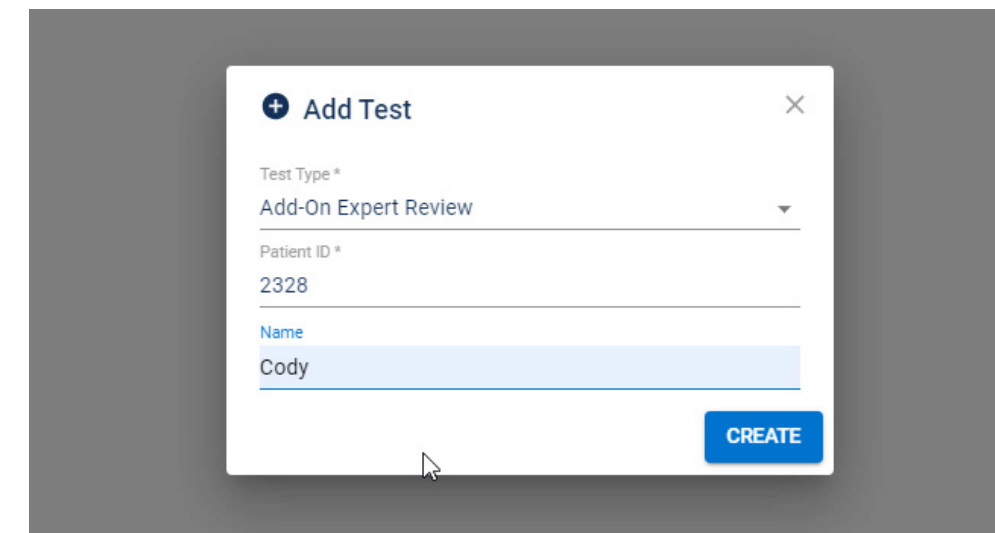 Add Test
Test Type *
Add-On Expert Review
Patient ID *
2328
Name
Cody
CREATE